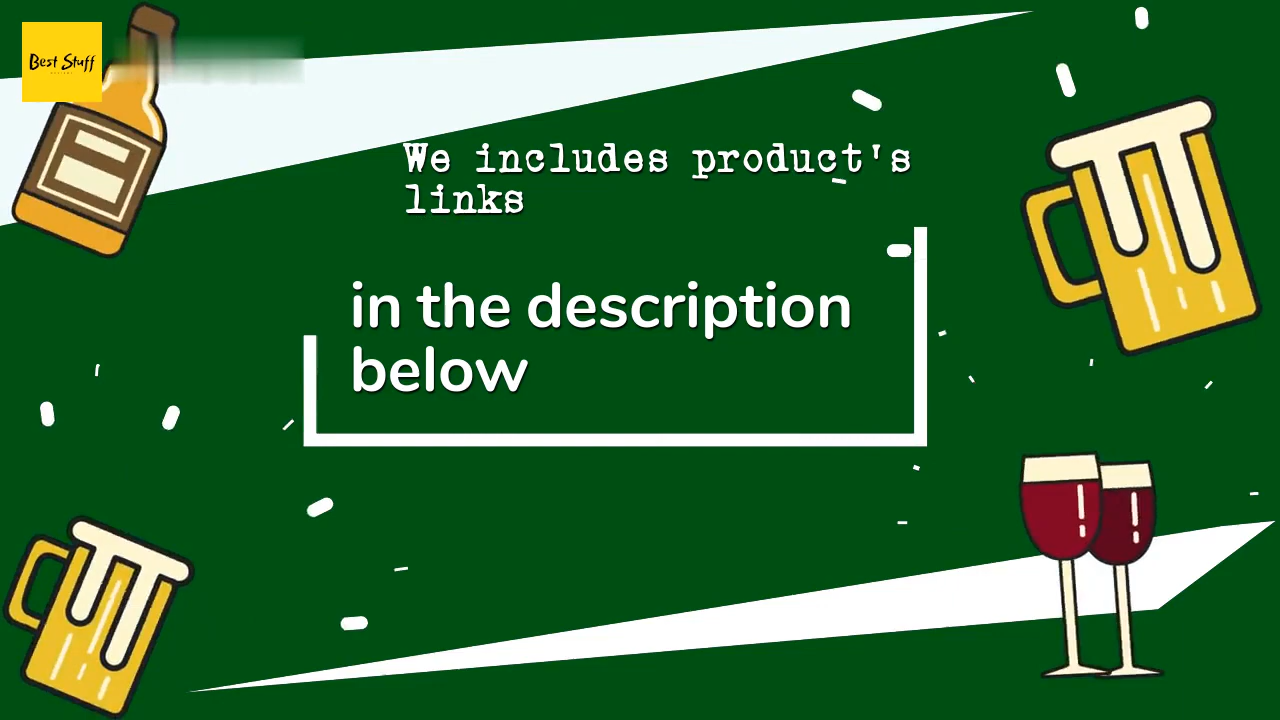 Best Stuff
We includes product's
links
in the description
below